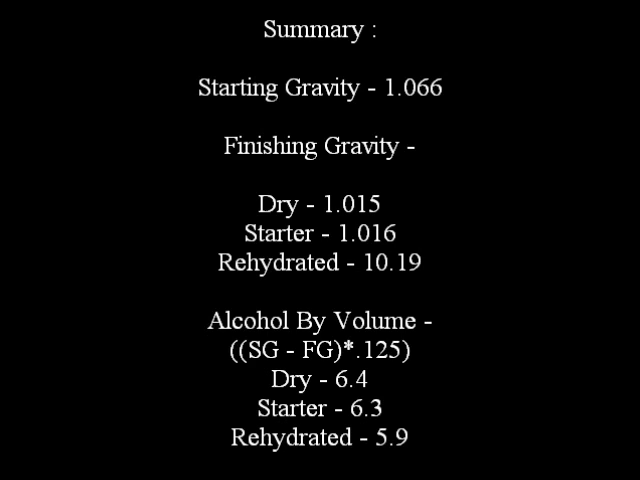 Summary :
Starting Gravity - 1.066
Finishing Gravity -
Dry - 1.015
Starter - 1.016
Rehydrated - 10.19
Alcohol By Volume -
((SG - FG)*.125)
Dry - 6.4
Starter - 6.3
Rehydrated - 5.9